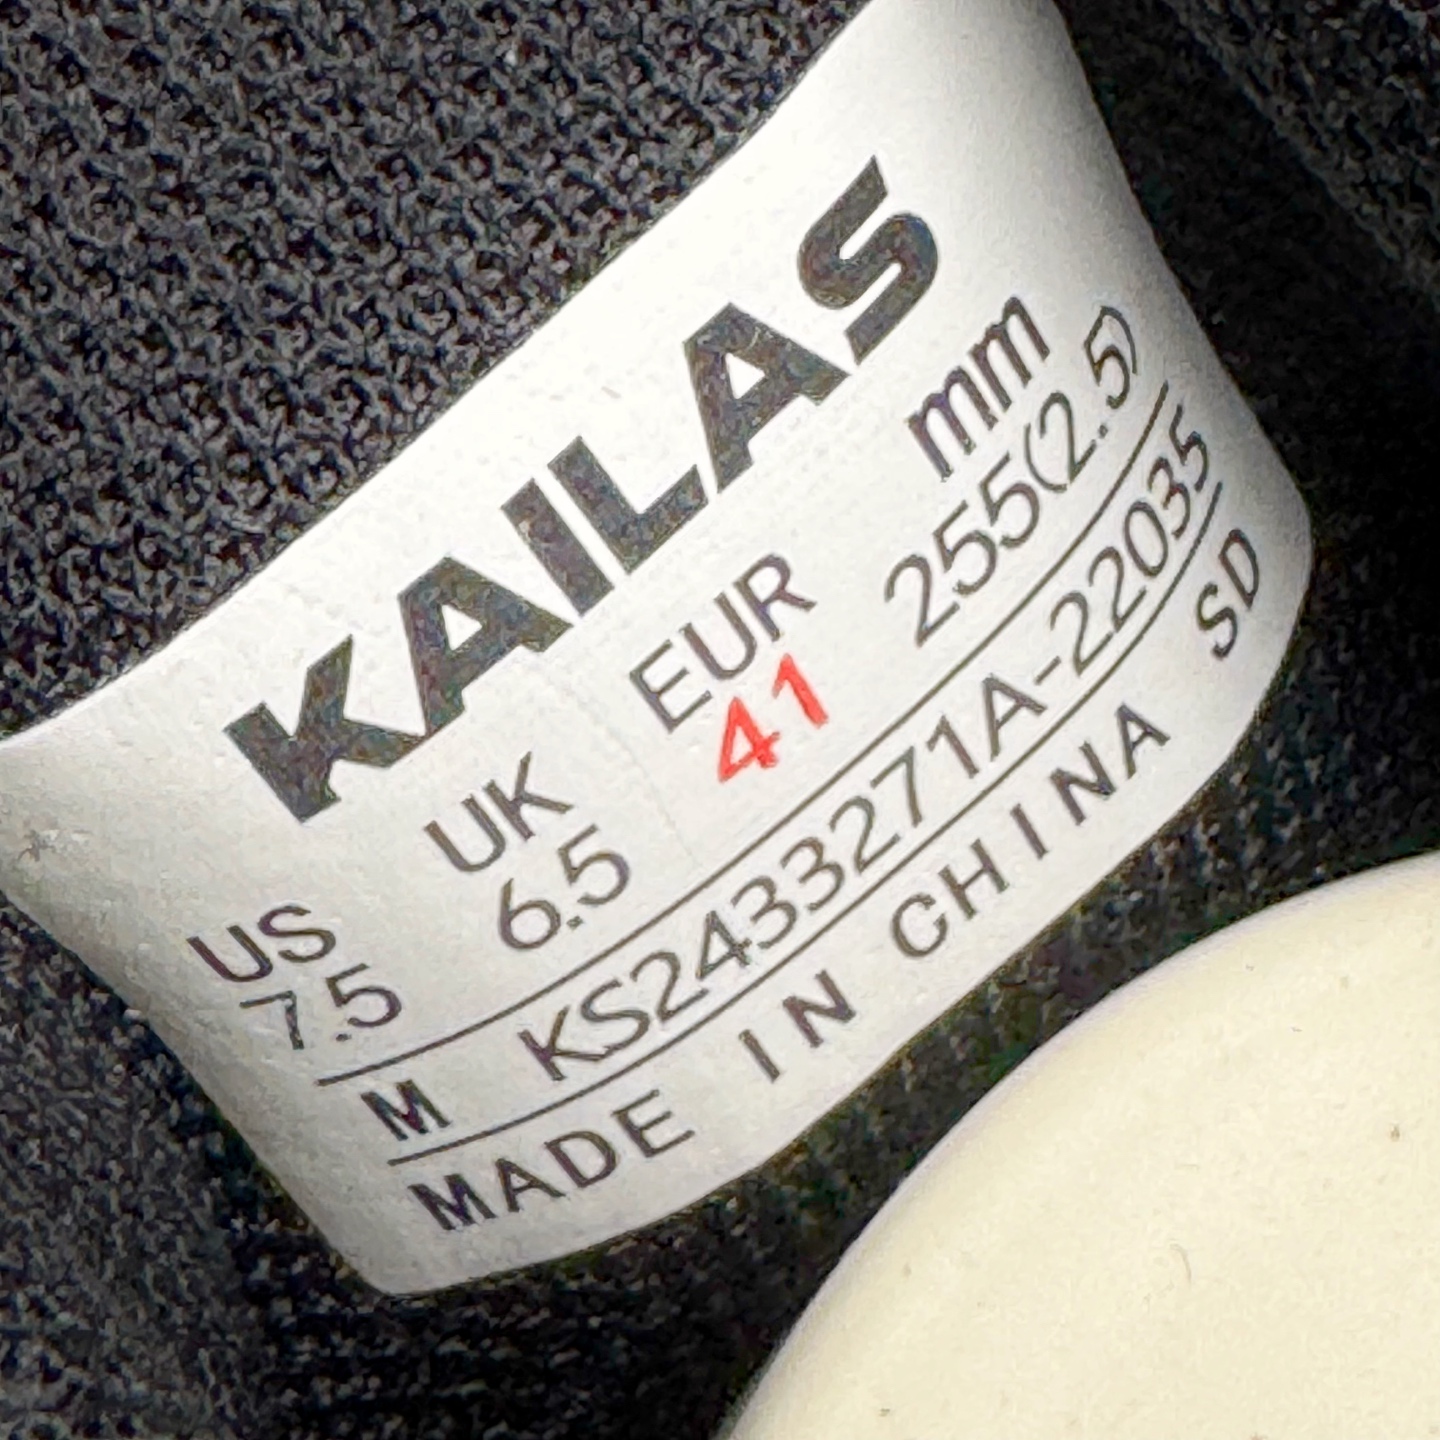 KAILAS
US UK EUR mm
7.5 6.5 41 255(2.5)
M KS2433271A-22035
MADE IN CHINA SD